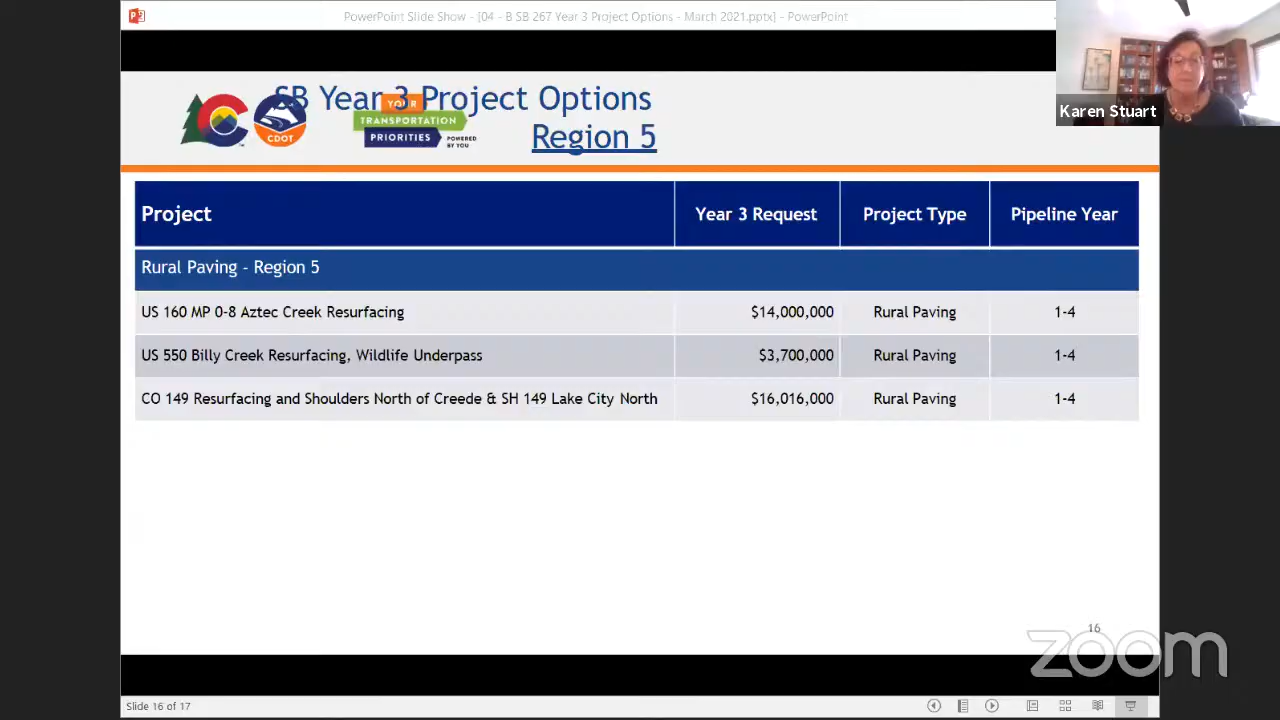 PowerPoint Slide Show - [04 - B SB 267 Year 3 Project Options - March 2021.pptx] - PowerPoint
Karen Stuart
SB Year 3 Project Options
Region 5
CDOT
YOUR
TRANSPORTATION
PRIORITIES
POWERED
BY YOU
Project Year 3 Request Project Type Pipeline Year
Rural Paving - Region 5
US 160 MP 0-8 Aztec Creek Resurfacing $14,000,000 Rural Paving 1-4
US 550 Billy Creek Resurfacing, Wildlife Underpass $3,700,000 Rural Paving 1-4
CO 149 Resurfacing and Shoulders North of Creede & SH 149 Lake City North $16,016,000 Rural Paving 1-4
16
zoom
Slide 16 of 17